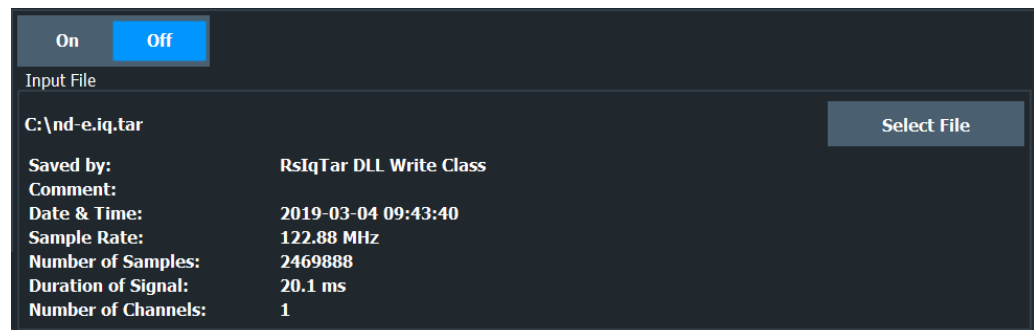 On Off
Input File
C:\nd-e.iq.tar Select File
Saved by: RsIqTar DLL Write Class
Comment:
Date & Time: 2019-03-04 09:43:40
Sample Rate: 122.88 MHz
Number of Samples: 2469888
Duration of Signal: 20.1 ms
Number of Channels: 1